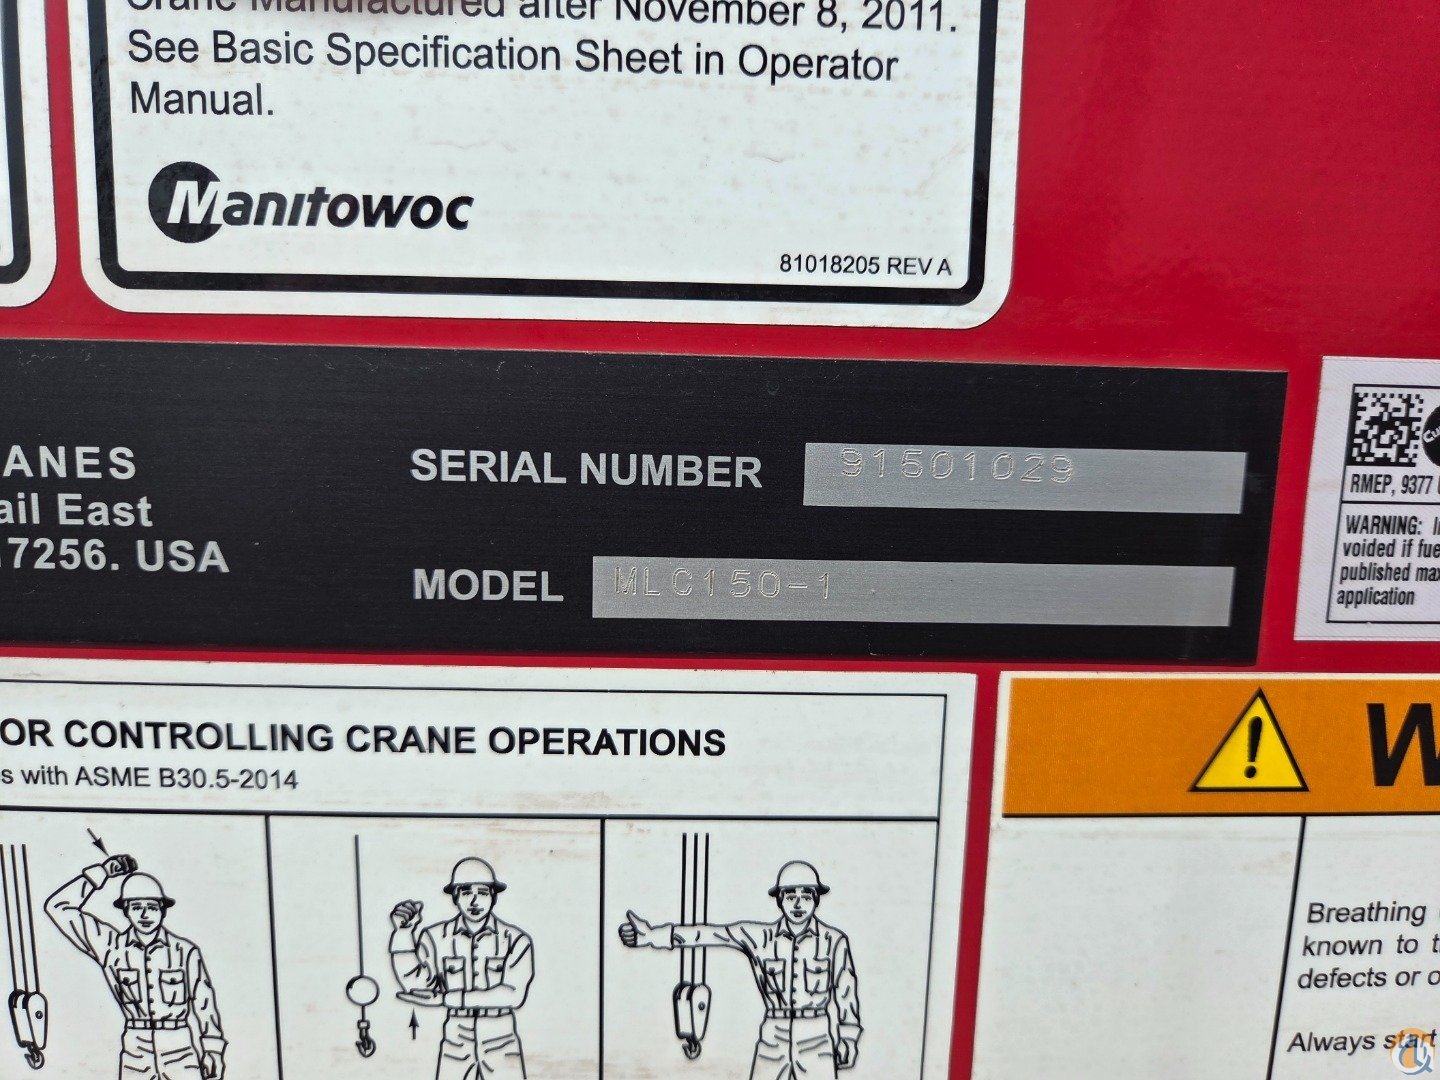 Crane Manufactured after November 8, 2011.
See Basic Specification Sheet in Operator
Manual.
Manitowoc
81018205 REV A
ANES
ail East
7256. USA
SERIAL NUMBER 91501029
MODEL MLC150-1
RMEP, 9377
WARNING:
voided if fue
published max
application
OR CONTROLLING CRANE OPERATIONS
s with ASME B30.5-2014
W
Breathing
known to t
defects or o
Always start